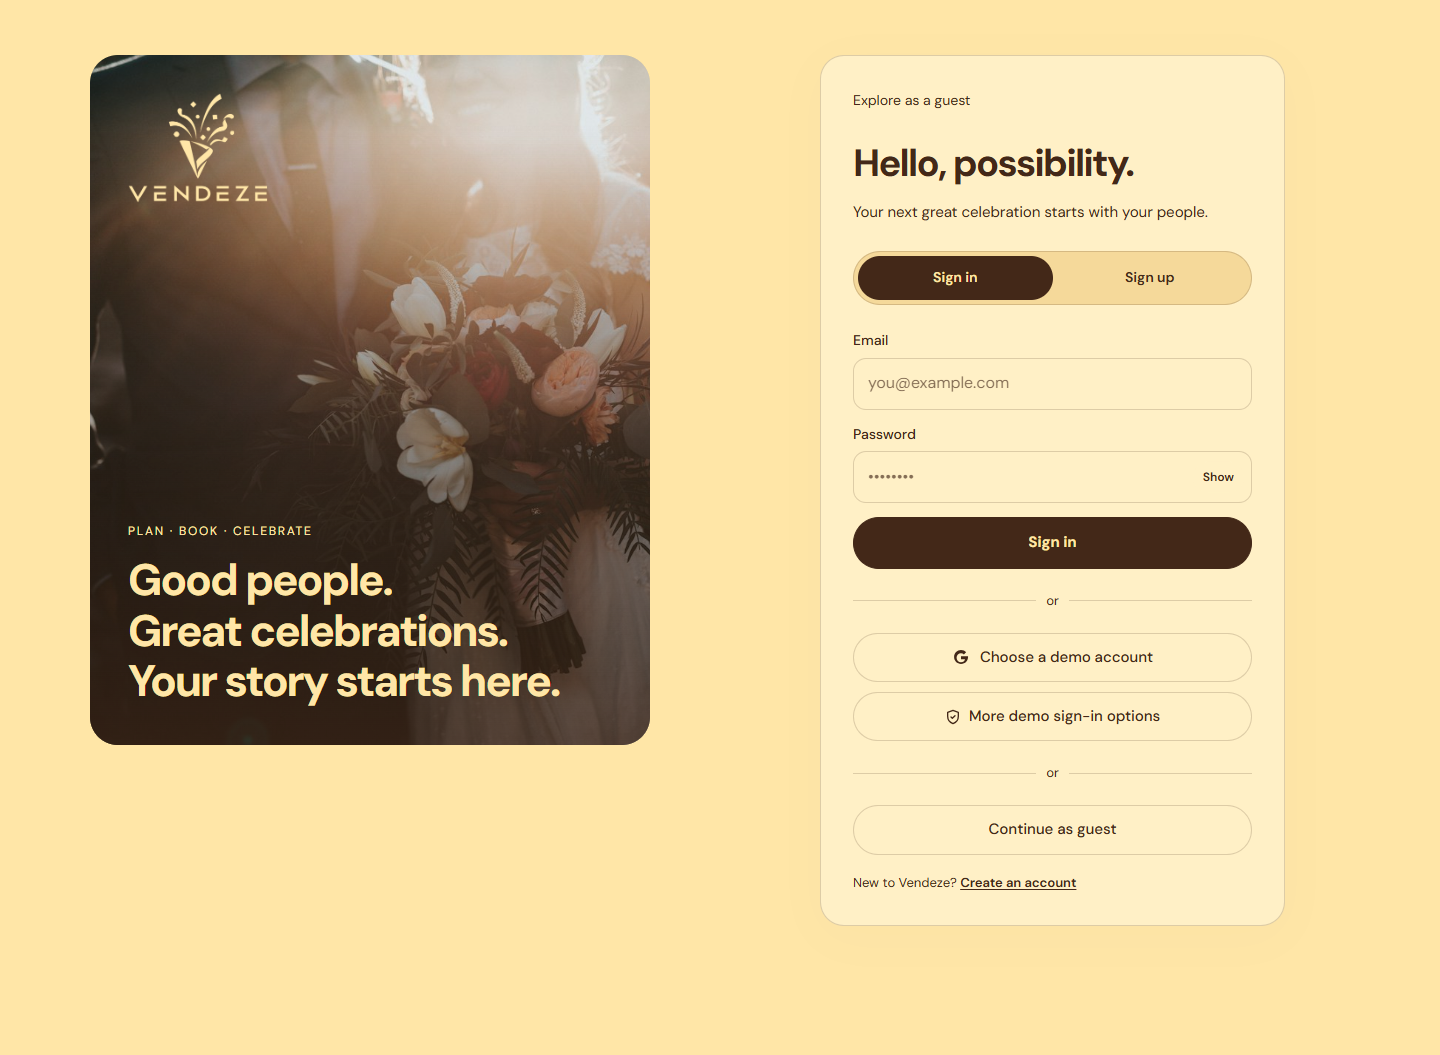 VENDEZE
PLAN · BOOK · CELEBRATE
Good people.
Great celebrations.
Your story starts here.
Explore as a guest
Hello, possibility.
Your next great celebration starts with your people.
Sign in
Sign up
Email
you@example.com
Password
••••••••
Show
Sign in
or
G Choose a demo account
More demo sign-in options
or
Continue as guest
New to Vendeze? Create an account